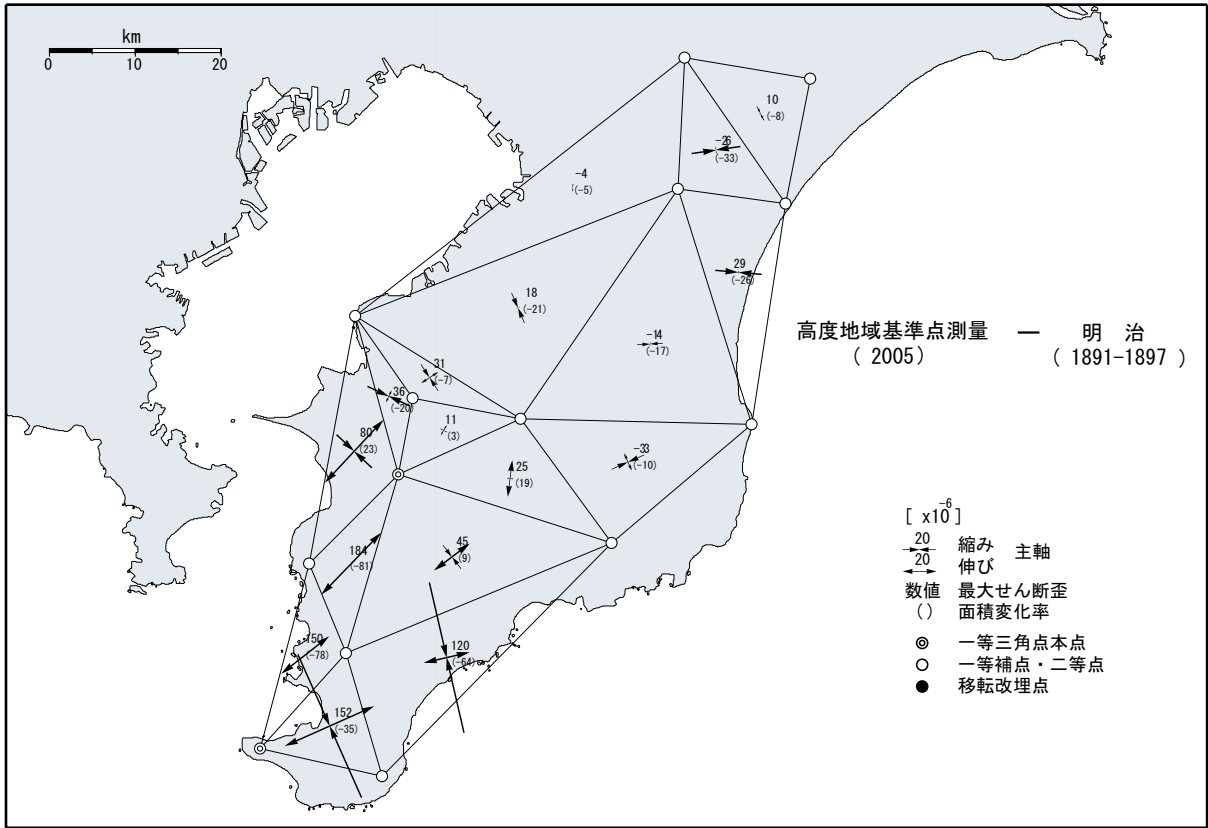 km
0 10 20
10
(-8)
-26
(-33)
-4
(-5)
29
(-26)
18
(-21)
高度地域基準点測量 ― 明 治
( 2005) ( 1891-1897 )
-14
(-17)
31
(-7)
36
(-20)
11
(3)
80
(23)
-33
(-10)
25
(19)
184
(-81)
45
(9)
150
(-78)
120
(-64)
152
(-35)
[ x10-6]
20 縮み 主軸
20 伸び
数値 最大せん断歪
() 面積変化率
◎ 一等三角点本点
○ 一等補点・二等点
● 移転改埋点